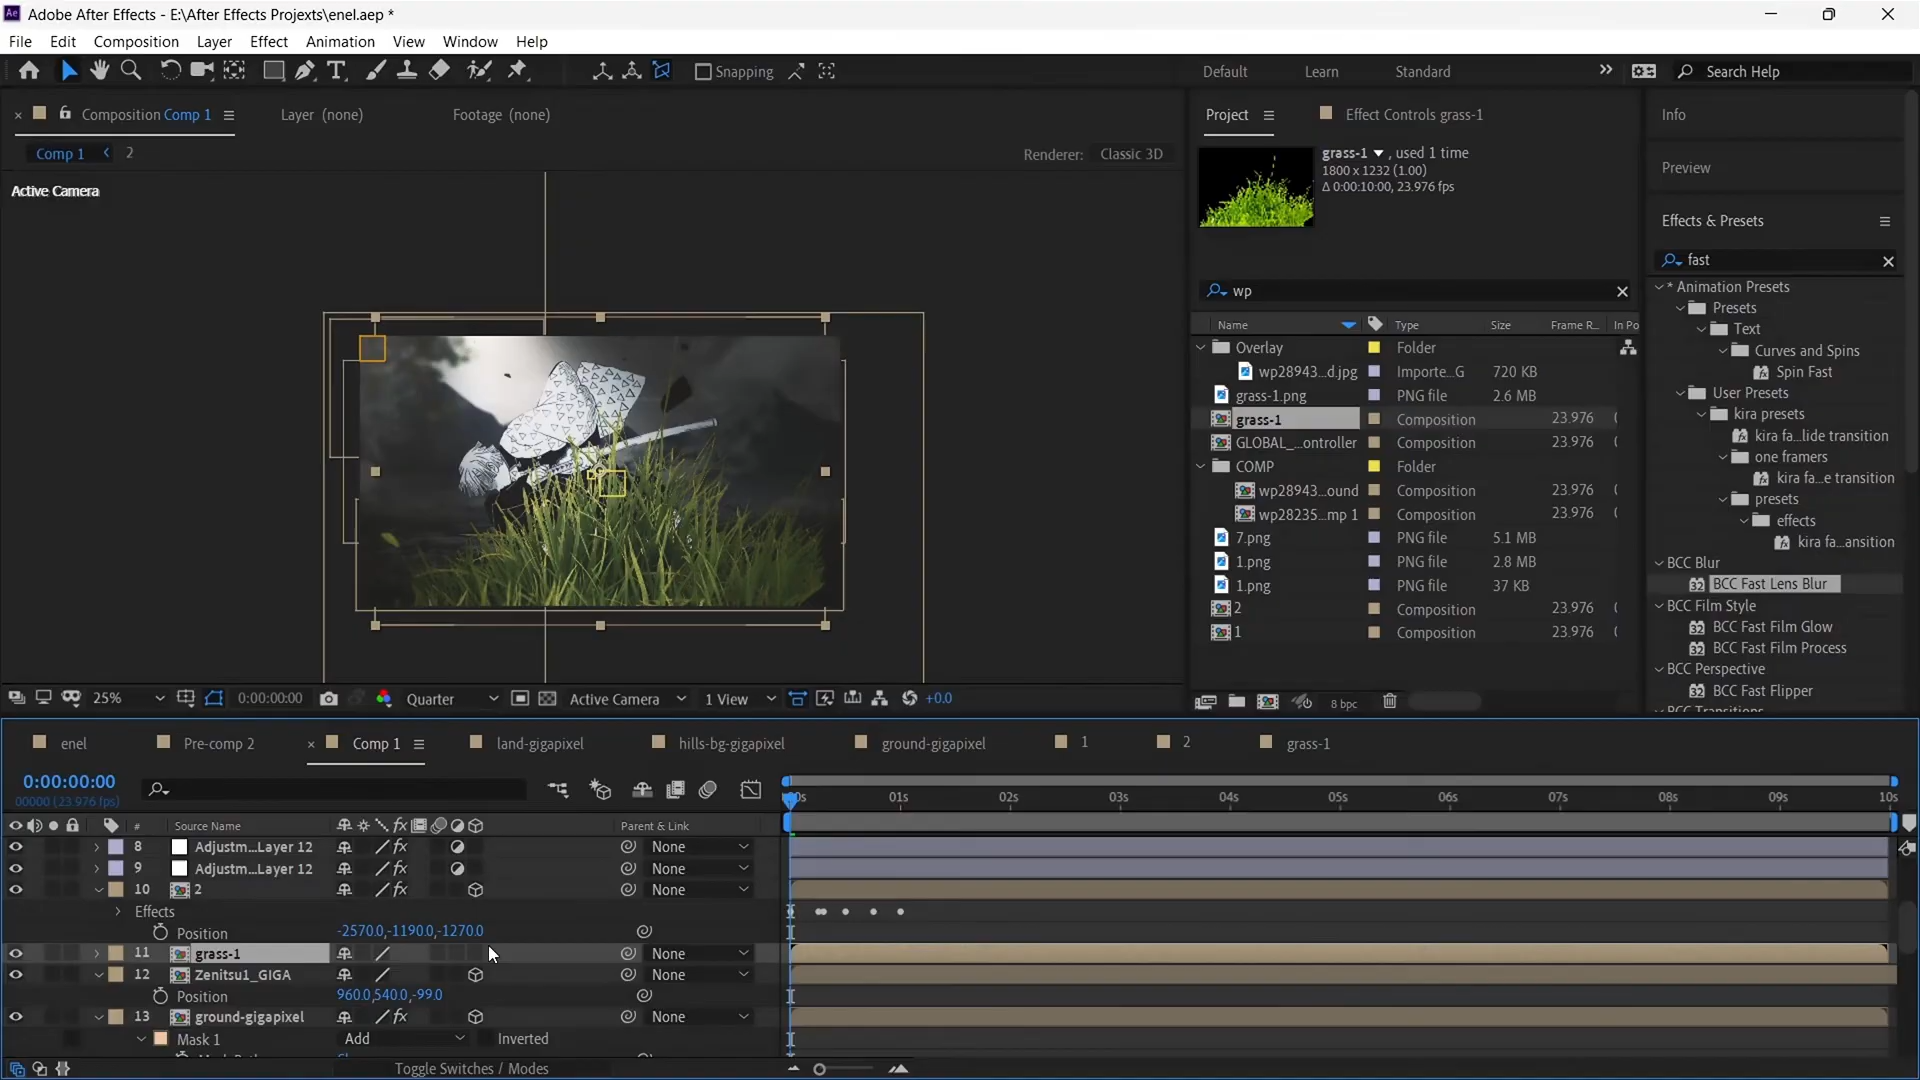 Adobe After Effects - E:\After Effects Projexts\enel.aep *
File Edit Composition Layer Effect Animation View Window Help
Snapping Default Learn Standard Search Help
Composition Comp 1 Layer (none) Footage (none)
Comp 1 2 Renderer: Classic 3D
Active Camera
Project Effect Controls grass-1
grass-1 , used 1 time
1800 x 1232 (1.00)
Δ 0:00:10:00, 23.976 fps
wp
Name Type Size Frame R... In Po
Overlay Folder
wp28943...d.jpg Importe...G 720 KB
grass-1.png PNG file 2.6 MB
grass-1 Composition 23.976
GLOBAL_...ontroller Composition 23.976
COMP Folder
wp28943...ound Composition 23.976
wp28235...mp 1 Composition 23.976
7.png PNG file 5.1 MB
1.png PNG file 2.8 MB
1.png PNG file 37 KB
2 Composition 23.976
1 Composition 23.976
8 bpc
Info
Preview
Effects & Presets
fast
* Animation Presets
Presets
Text
Curves and Spins
Spin Fast
User Presets
kira presets
kira fa...lide transition
one framers
kira fa...e transition
presets
effects
kira fa...ansition
BCC Blur
BCC Fast Lens Blur
BCC Film Style
BCC Fast Film Glow
BCC Fast Film Process
BCC Perspective
BCC Fast Flipper
BCC Transitions
25% 0:00:00:00 Quarter Active Camera 1 View +0.0
enel Pre-comp 2 Comp 1 land-gigapixel hills-bg-gigapixel ground-gigapixel 1 2 grass-1
0:00:00:00
00000 (23.976 fps)
01s 02s 03s 04s 05s 06s 07s 08s 09s 10s
# Source Name fx Parent & Link
8 Adjustm...Layer 12 fx None
9 Adjustm...Layer 12 fx None
10 2 fx None
Effects
Position -2570.0,-1190.0,-1270.0
11 grass-1 None
12 Zenitsu1_GIGA None
Position 960.0,540.0,-99.0
13 ground-gigapixel fx None
Mask 1 Add Inverted
Toggle Switches / Modes